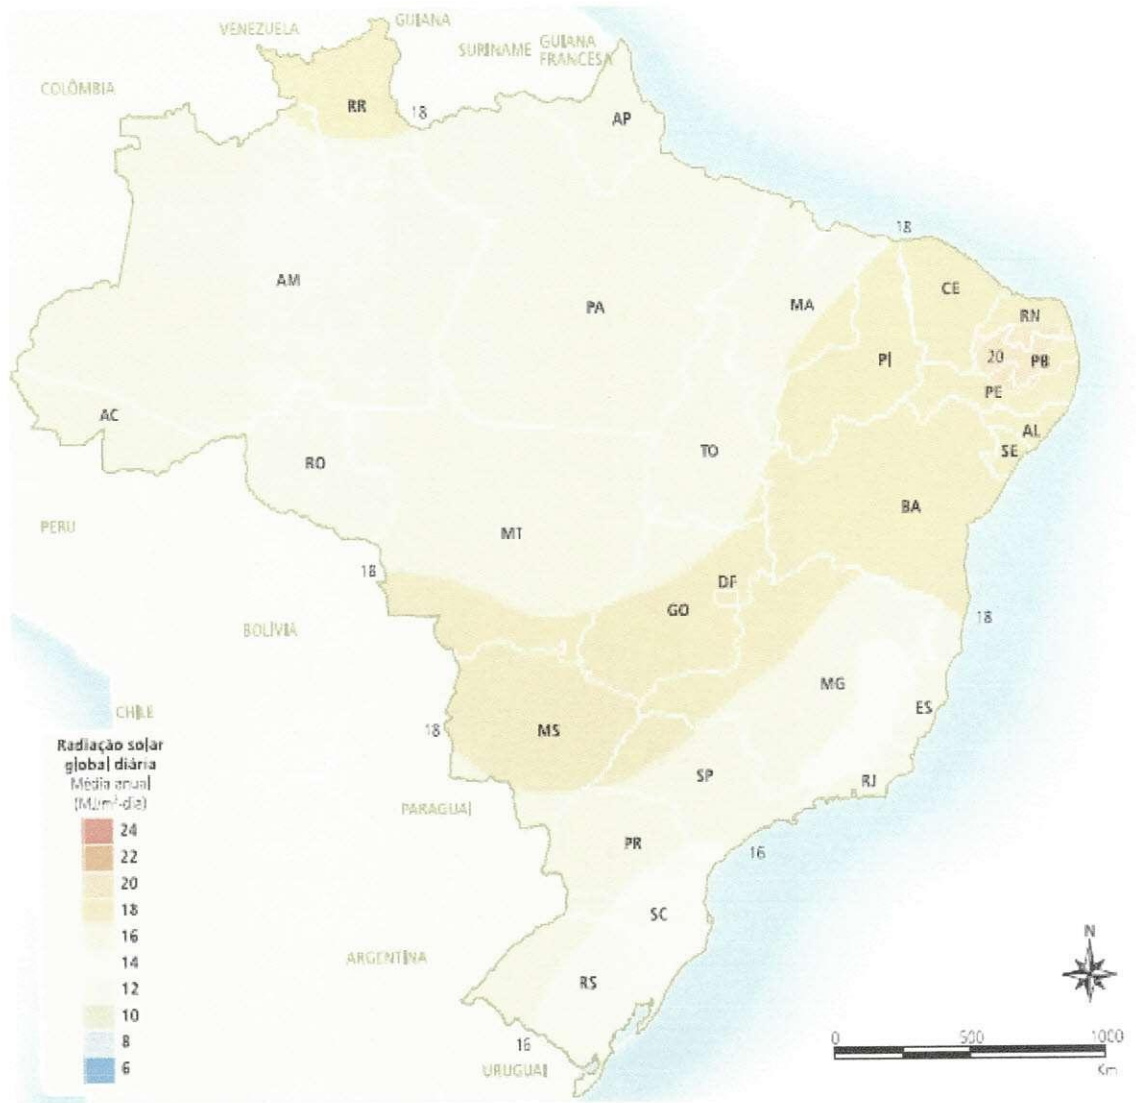 VENEZUELA
GUIANA
SURINAME
GUIANA
FRANCESA
COLÔMBIA
RR
18
AP
18
AM
PA
MA
CE
RN
PI
20
PB
PE
AC
AL
SE
RO
TO
BA
PERU
MT
18
DF
GO
18
BOLÍVIA
MG
ES
CHILE
18
MS
SP
RJ
PARAGUAI
PR
16
SC
ARGENTINA
RS
16
URUGUAI
Radiação solar
global diária
Média anual
(MJ/m²-dia)
24
22
20
18
16
14
12
10
8
6
N
0 500 1000
Km